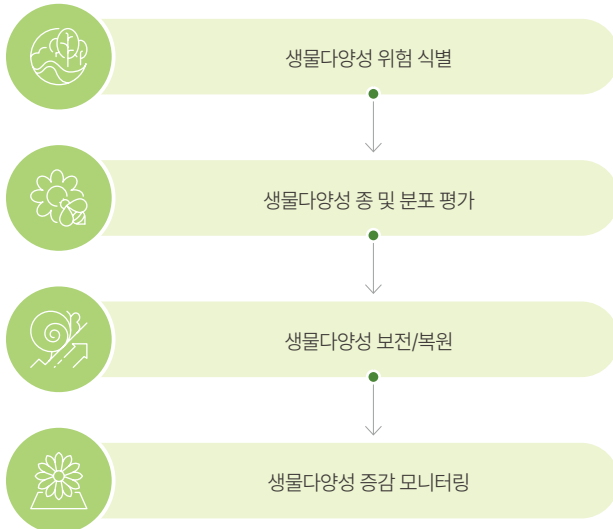 생물다양성 위험 식별
생물다양성 종 및 분포 평가
생물다양성 보전/복원
생물다양성 증감 모니터링